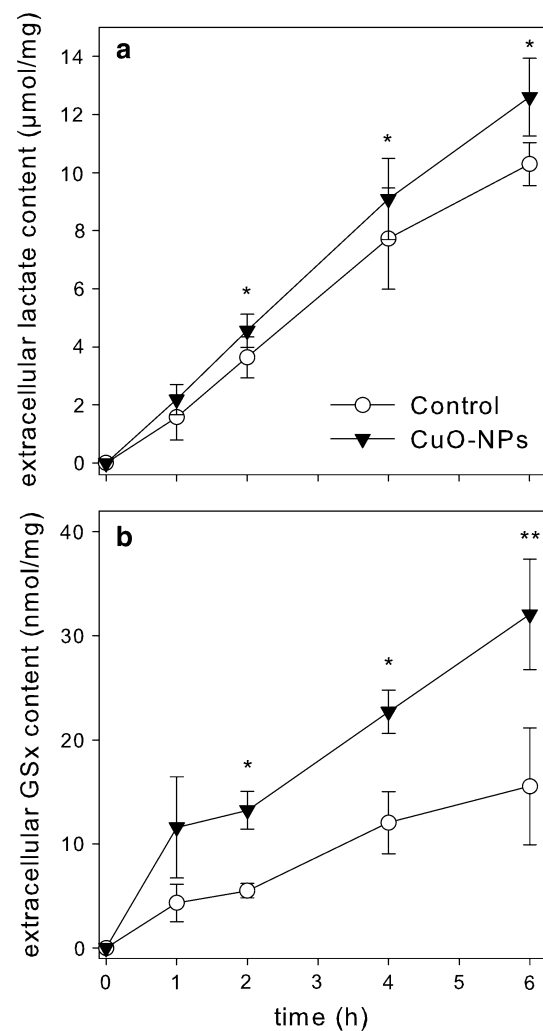 a
extracellular lactate content (µmol/mg)
14
12
10
8
6
4
2
0
*
*
*
Control
CuO-NPs
b
extracellular GSx content (nmol/mg)
40
30
20
10
0
*
*
**
0 1 2 3 4 5 6
time (h)